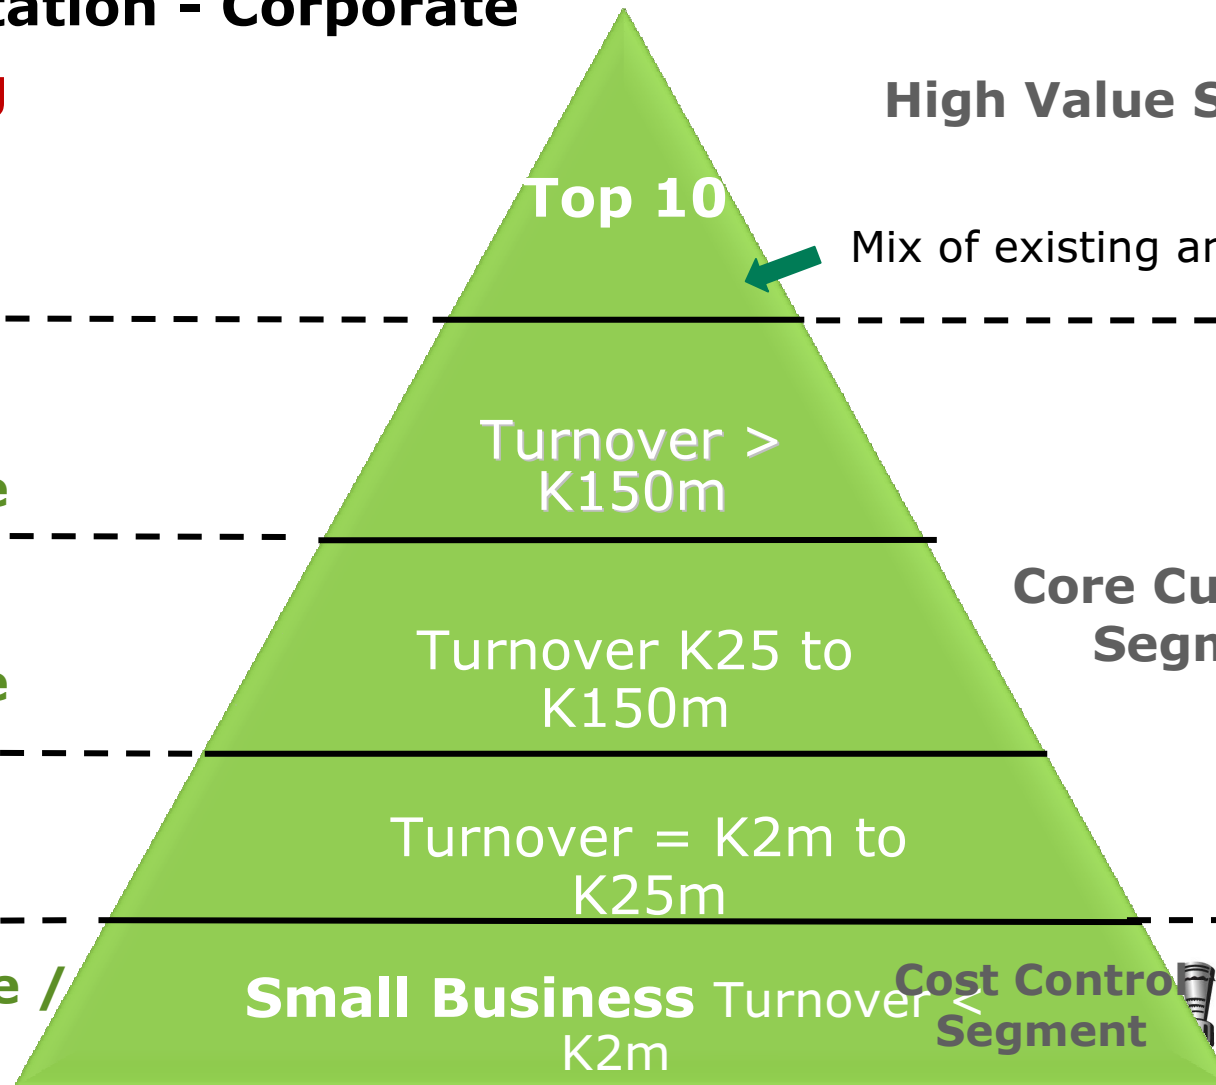 tation - Corporate
High Value S
Top 10
Mix of existing ar
Turnover >
K150m
e
Core Cu
Segm
Turnover K25 to
K150m
e
Turnover = K2m to
K25m
e /
Small Business Turnover <
K2m
Cost Control
Segment